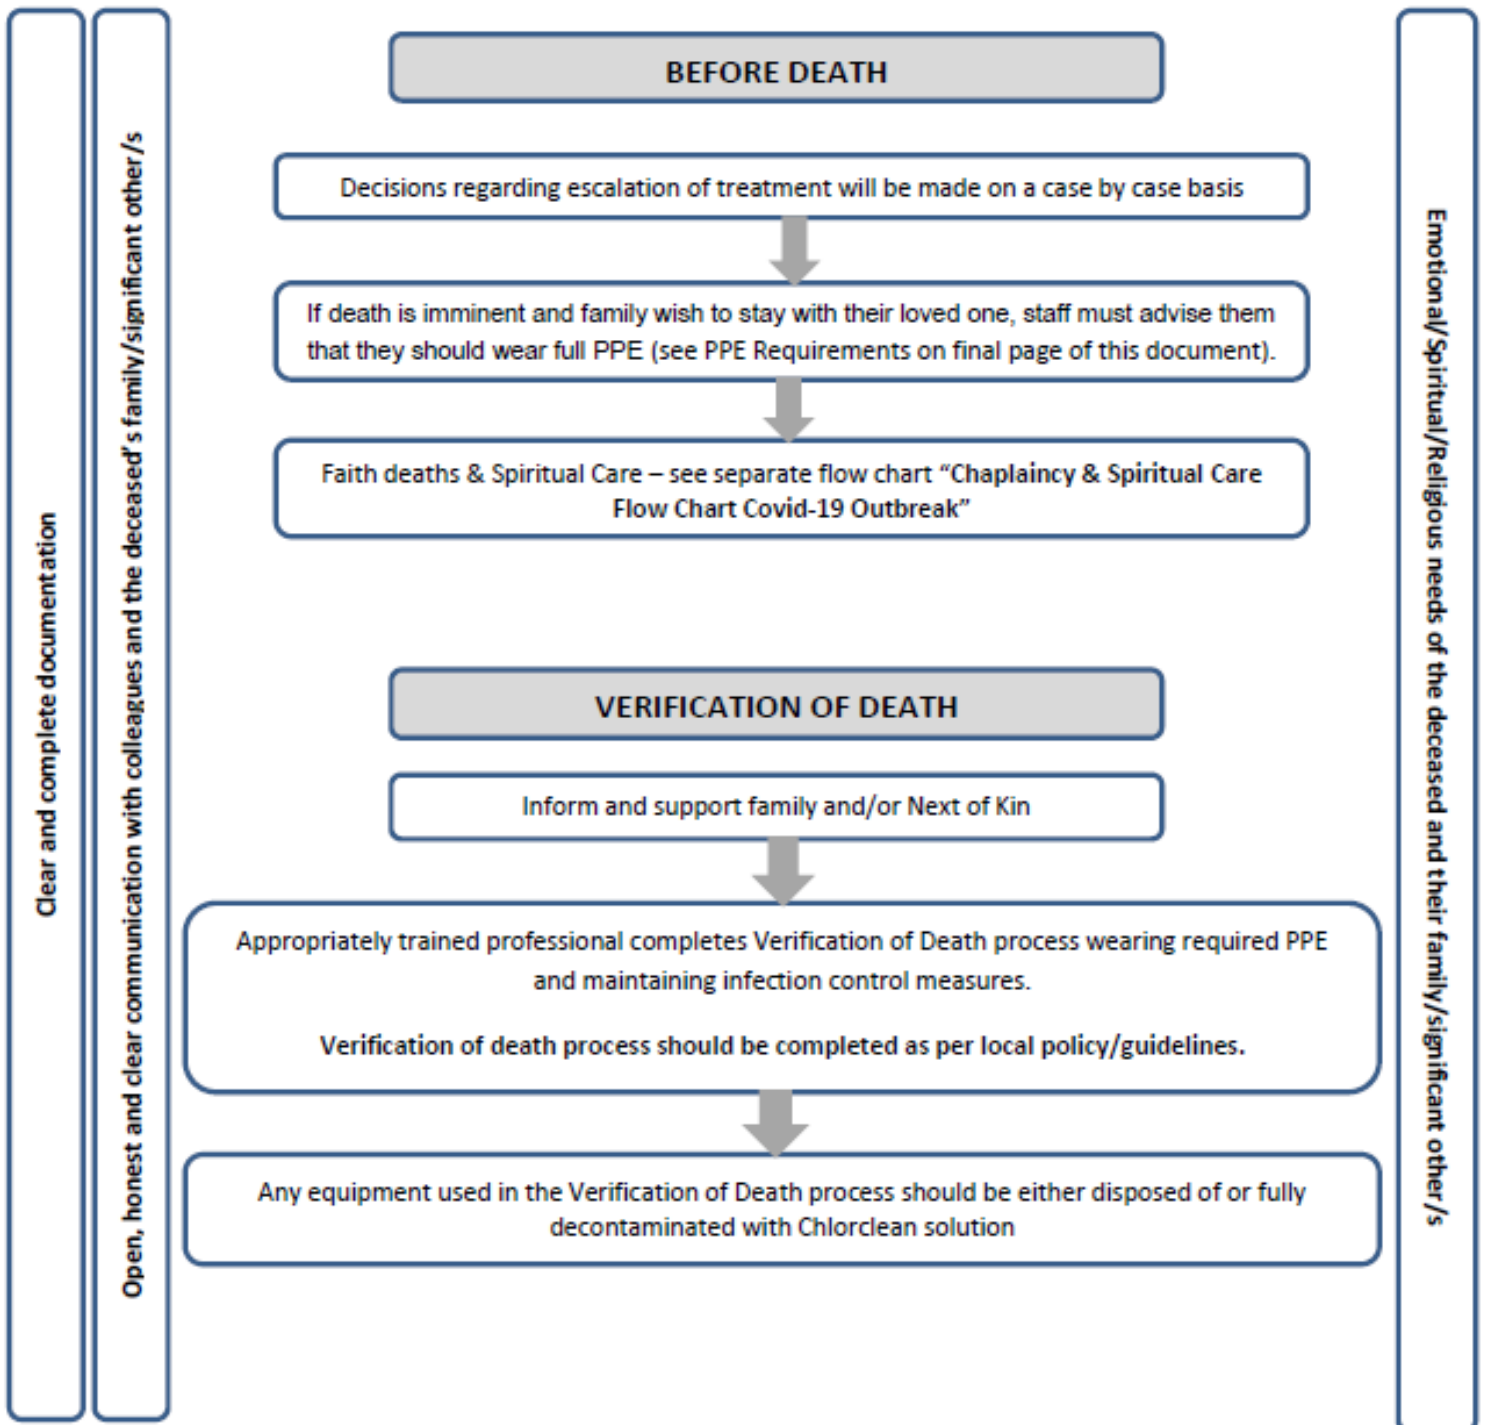 Clear and complete documentation
Open, honest and clear communication with colleagues and the deceased's family/significant other/s
BEFORE DEATH
Decisions regarding escalation of treatment will be made on a case by case basis
If death is imminent and family wish to stay with their loved one, staff must advise them
that they should wear full PPE (see PPE Requirements on final page of this document).
Faith deaths & Spiritual Care – see separate flow chart “Chaplaincy & Spiritual Care
Flow Chart Covid-19 Outbreak”
VERIFICATION OF DEATH
Inform and support family and/or Next of Kin
Appropriately trained professional completes Verification of Death process wearing required PPE
and maintaining infection control measures.
Verification of death process should be completed as per local policy/guidelines.
Any equipment used in the Verification of Death process should be either disposed of or fully
decontaminated with Chlorclean solution
Emotional/Spiritual/Religious needs of the deceased and their family/significant other/s